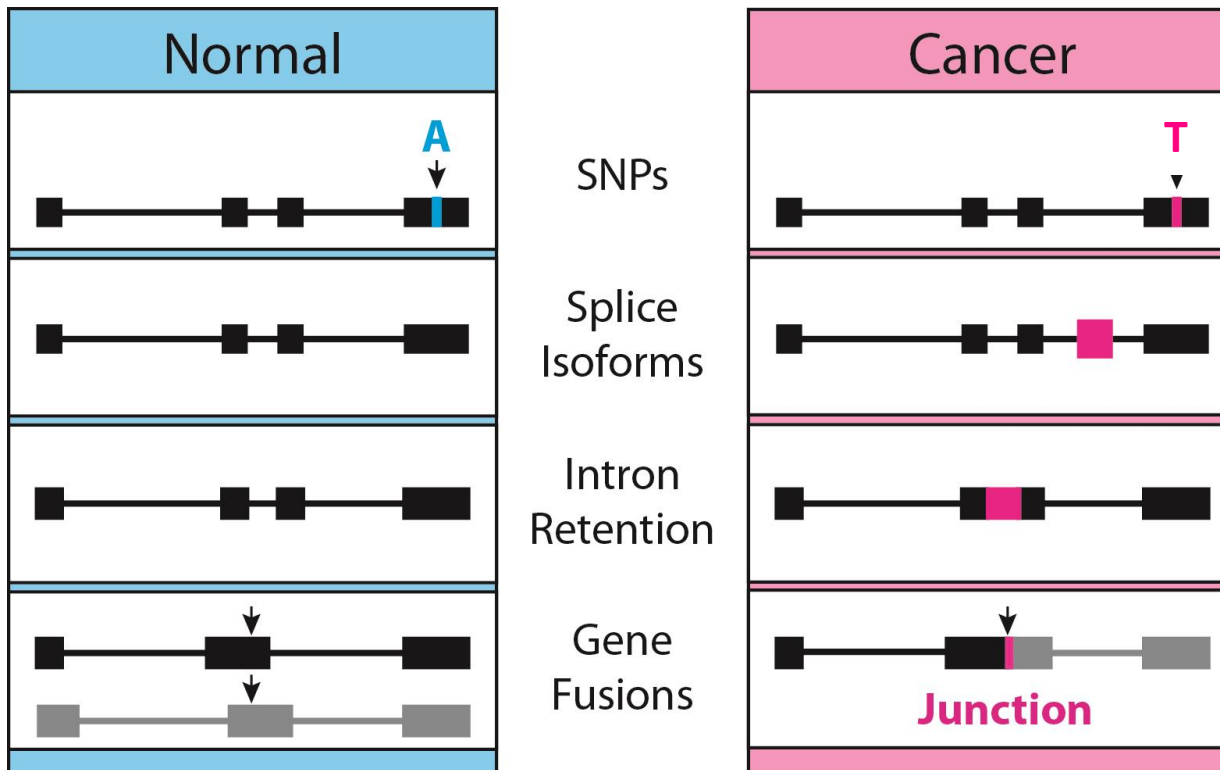 Normal
Cancer
A
SNPs
T
Splice
Isoforms
Intron
Retention
Gene
Fusions
Junction